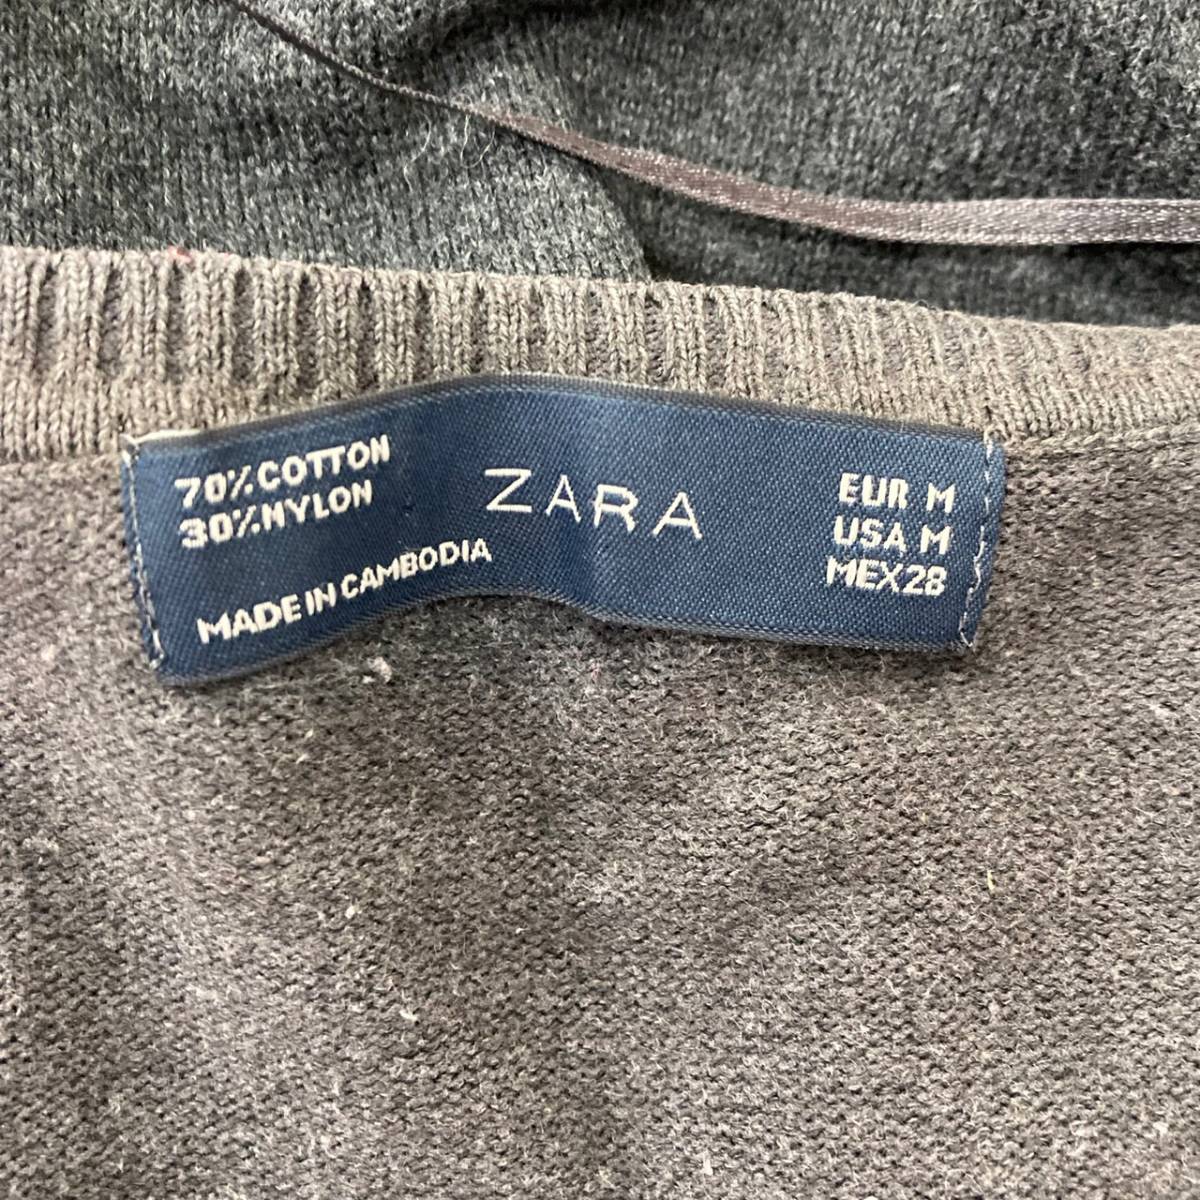 70% COTTON
30% NYLON
MADE IN CAMBODIA
ZARA
EUR M
USA M
MEX 28